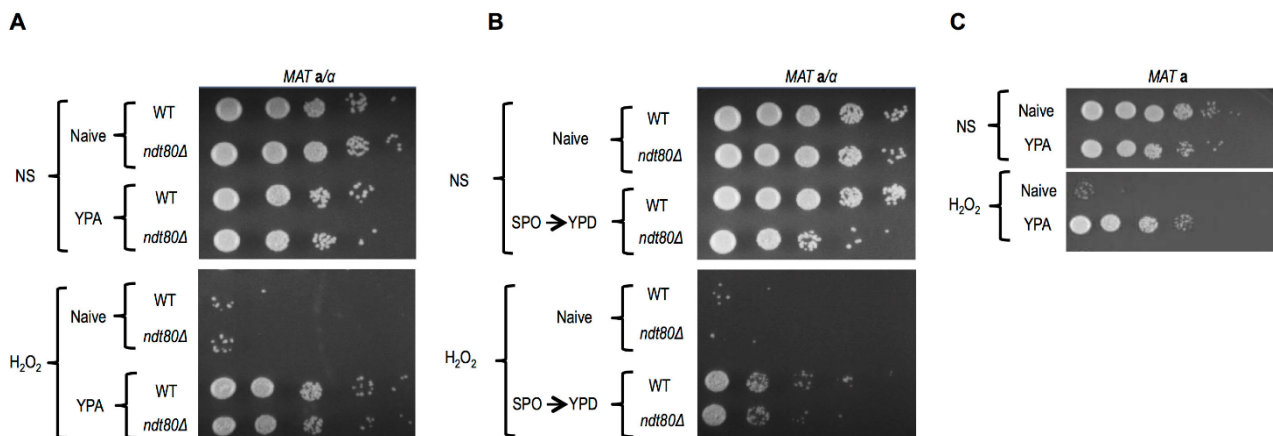 A
B
C
MAT a/α
NS
Naive
WT
ndt80Δ
YPA
WT
ndt80Δ
H2O2
Naive
WT
ndt80Δ
YPA
WT
ndt80Δ
MAT a/α
NS
Naive
WT
ndt80Δ
SPO → YPD
WT
ndt80Δ
H2O2
Naive
WT
ndt80Δ
SPO → YPD
WT
ndt80Δ
MAT a
NS
Naive
YPA
H2O2
Naive
YPA